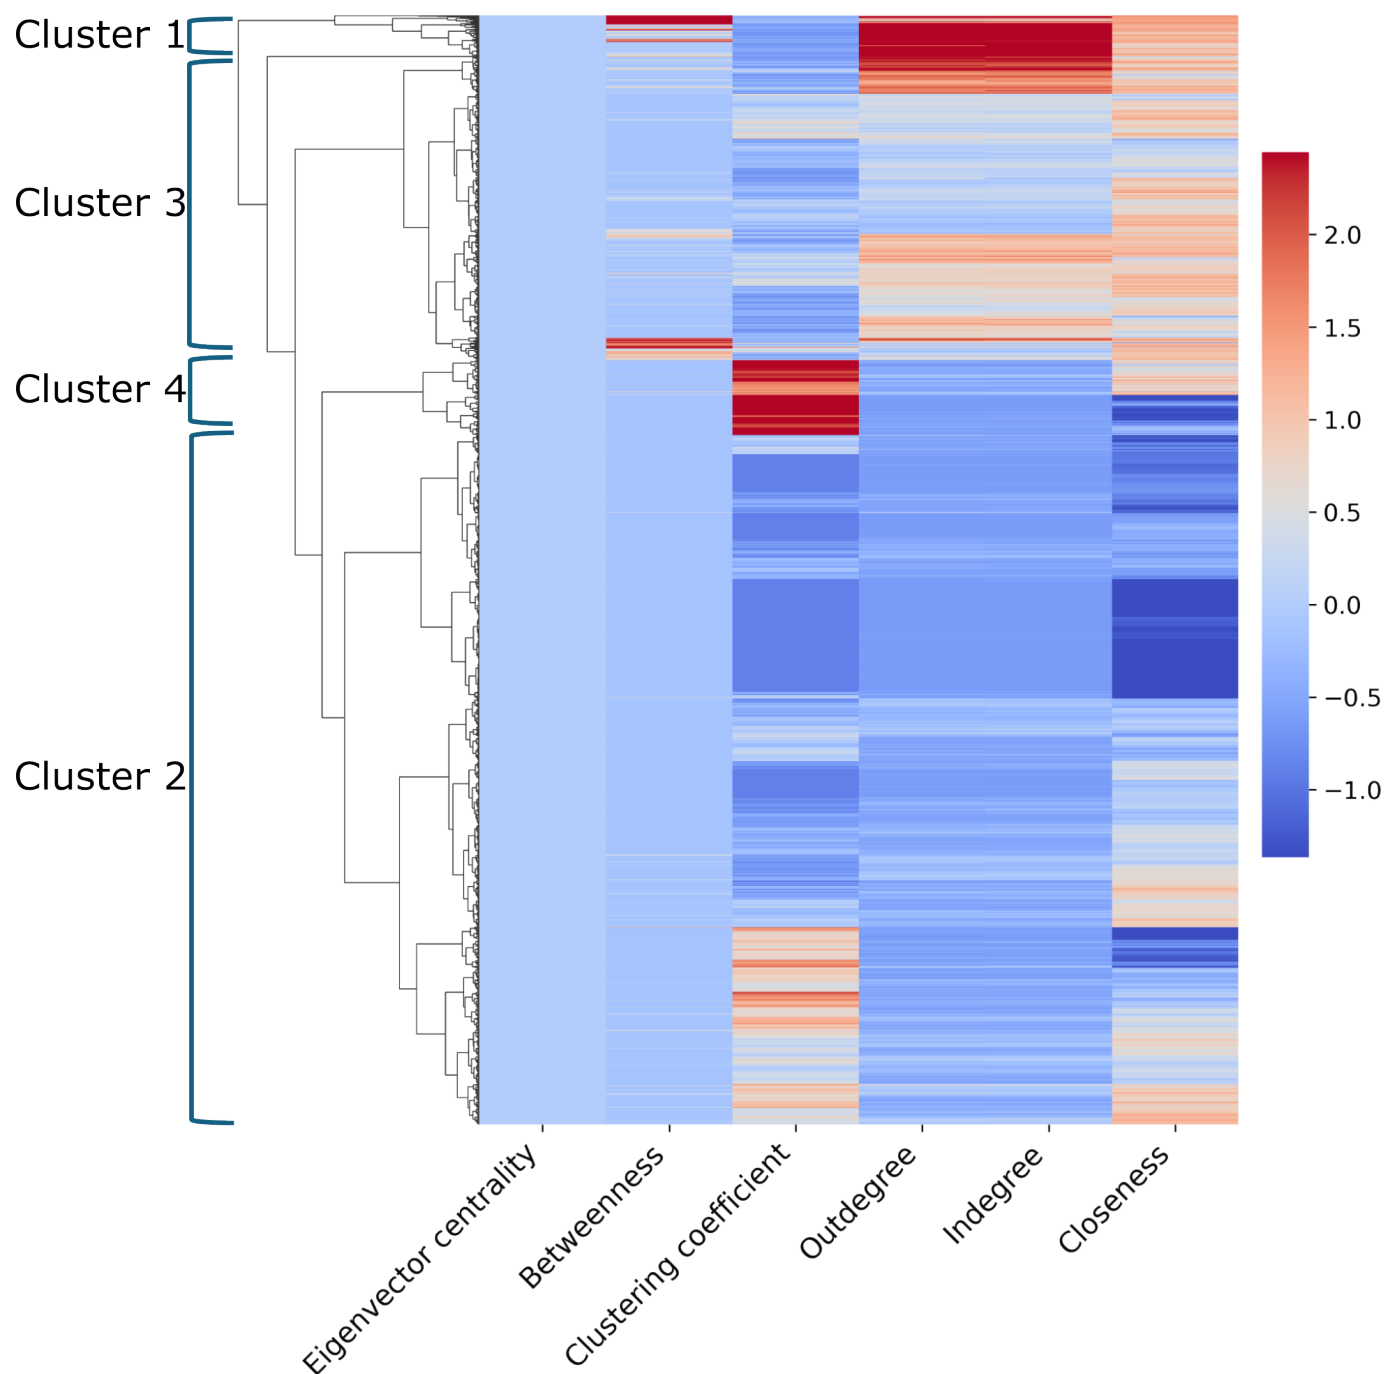 Cluster 1
Cluster 3
Cluster 4
Cluster 2
2.0
1.5
1.0
0.5
0.0
−0.5
−1.0
Eigenvector centrality
Betweenness
Clustering coefficient
Outdegree
Indegree
Closeness